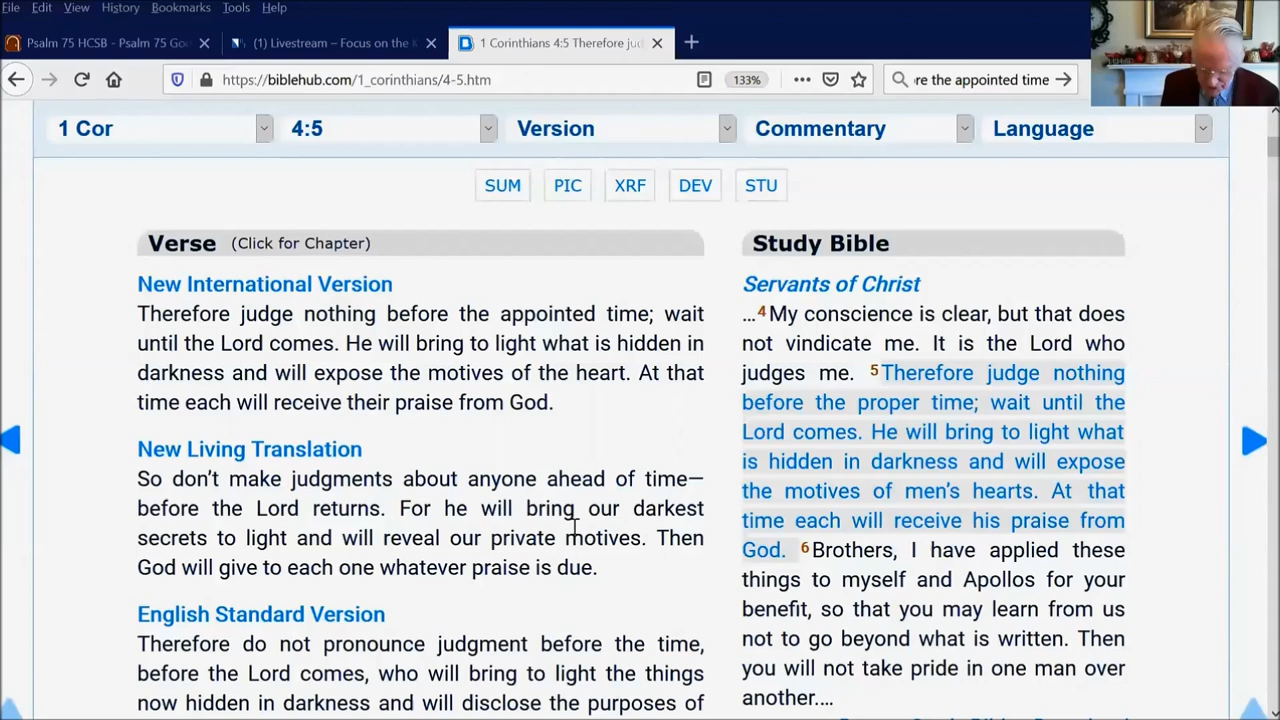 File Edit View History Bookmarks Tools Help
Psalm 75 HCSB - Psalm 75 Go
(1) Livestream – Focus on the
1 Corinthians 4:5 Therefore jud
https://biblehub.com/1_corinthians/4-5.htm
133%
re the appointed time
1 Cor 4:5 Version Commentary Language
SUM PIC XRF DEV STU
Verse (Click for Chapter)
New International Version
Therefore judge nothing before the appointed time; wait
until the Lord comes. He will bring to light what is hidden in
darkness and will expose the motives of the heart. At that
time each will receive their praise from God.
New Living Translation
So don’t make judgments about anyone ahead of time—
before the Lord returns. For he will bring our darkest
secrets to light and will reveal our private motives. Then
God will give to each one whatever praise is due.
English Standard Version
Therefore do not pronounce judgment before the time,
before the Lord comes, who will bring to light the things
now hidden in darkness and will disclose the purposes of
Study Bible
Servants of Christ
…4My conscience is clear, but that does
not vindicate me. It is the Lord who
judges me. 5Therefore judge nothing
before the proper time; wait until the
Lord comes. He will bring to light what
is hidden in darkness and will expose
the motives of men’s hearts. At that
time each will receive his praise from
God. 6Brothers, I have applied these
things to myself and Apollos for your
benefit, so that you may learn from us
not to go beyond what is written. Then
you will not take pride in one man over
another.…